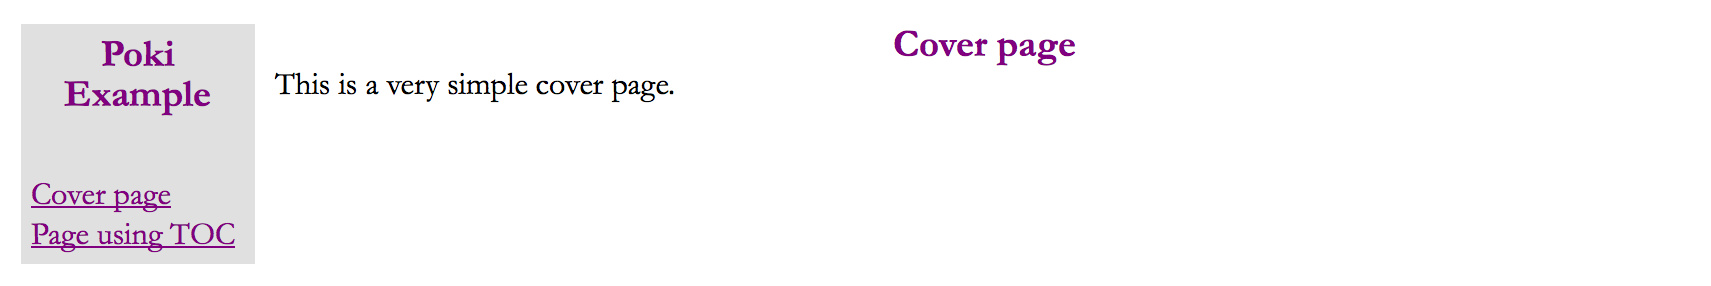 Poki
Example
Cover page
Page using TOC
Cover page
This is a very simple cover page.